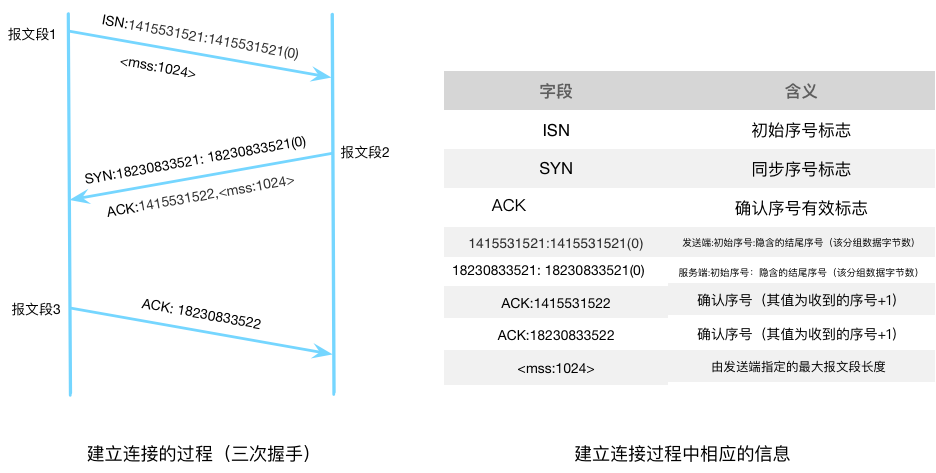 报文段1
ISN:1415531521:1415531521(0)
<mss:1024>
SYN:18230833521: 18230833521(0)
报文段2
ACK:1415531522,<mss:1024>
报文段3
ACK: 18230833522
建立连接的过程（三次握手）
字段 含义
ISN 初始序号标志
SYN 同步序号标志
ACK 确认序号有效标志
1415531521:1415531521(0) 发送端:初始序号:隐含的结尾序号（该分组数据字节数）
18230833521: 18230833521(0) 服务端:初始序号：隐含的结尾序号（该分组数据字节数）
ACK:1415531522 确认序号（其值为收到的序号+1）
ACK:18230833522 确认序号（其值为收到的序号+1）
<mss:1024> 由发送端指定的最大报文段长度
建立连接过程中相应的信息